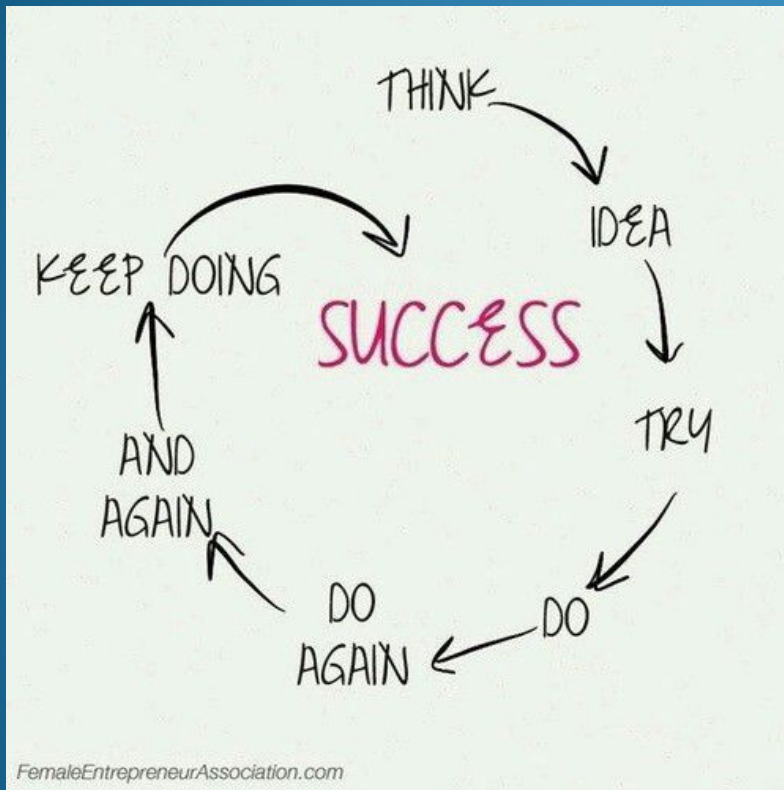 THINK
IDEA
TRY
DO
DO
AGAIN
AND
AGAIN
KEEP DOING
SUCCESS
FemaleEntrepreneurAssociation.com